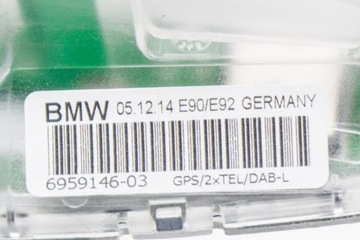 BMW 05.12.14 E90/E92 GERMANY
6959146-03 GPS/2xTEL/DAB-L